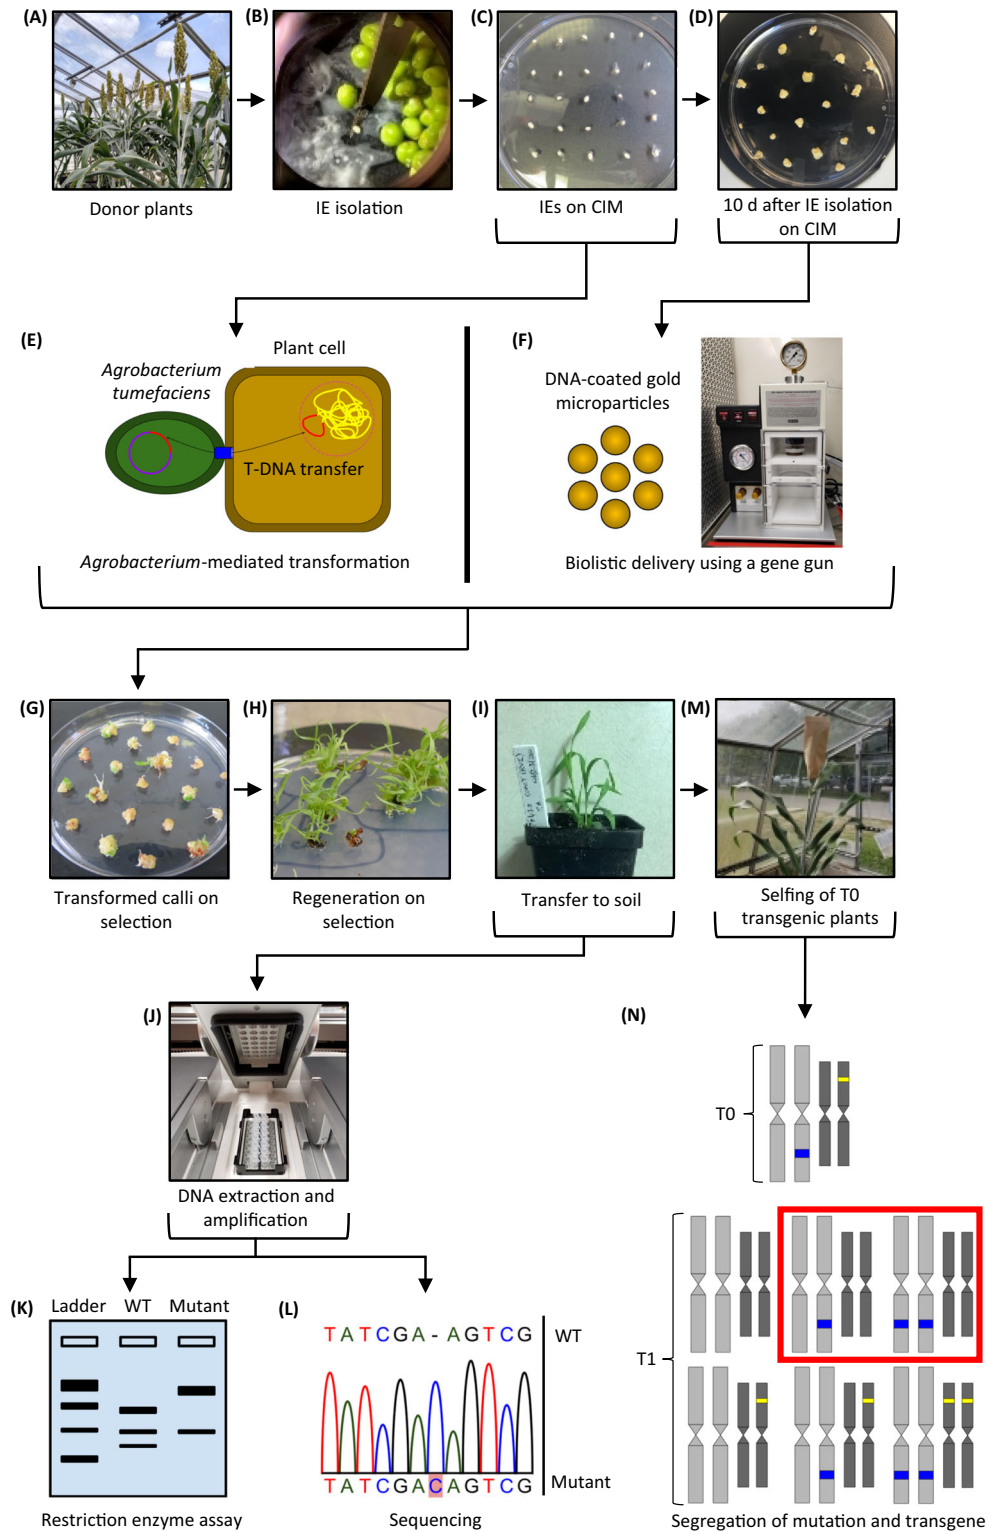 (A)
(B)
(C)
(D)
Donor plants
IE isolation
IEs on CIM
10 d after IE isolation
on CIM
(E)
Agrobacterium
tumefaciens
Plant cell
T-DNA transfer
Agrobacterium-mediated transformation
(F)
DNA-coated gold
microparticles
Biolistic delivery using a gene gun
(G)
(H)
(I)
(M)
Transformed calli on
selection
Regeneration on
selection
Transfer to soil
Selfing of T0
transgenic plants
(J)
DNA extraction and
amplification
(K)
Ladder WT Mutant
Restriction enzyme assay
(L)
TATCGA-AGTCG
WT
TATCGACAGTCG
Mutant
Sequencing
(N)
T0
T1
Segregation of mutation and transgene